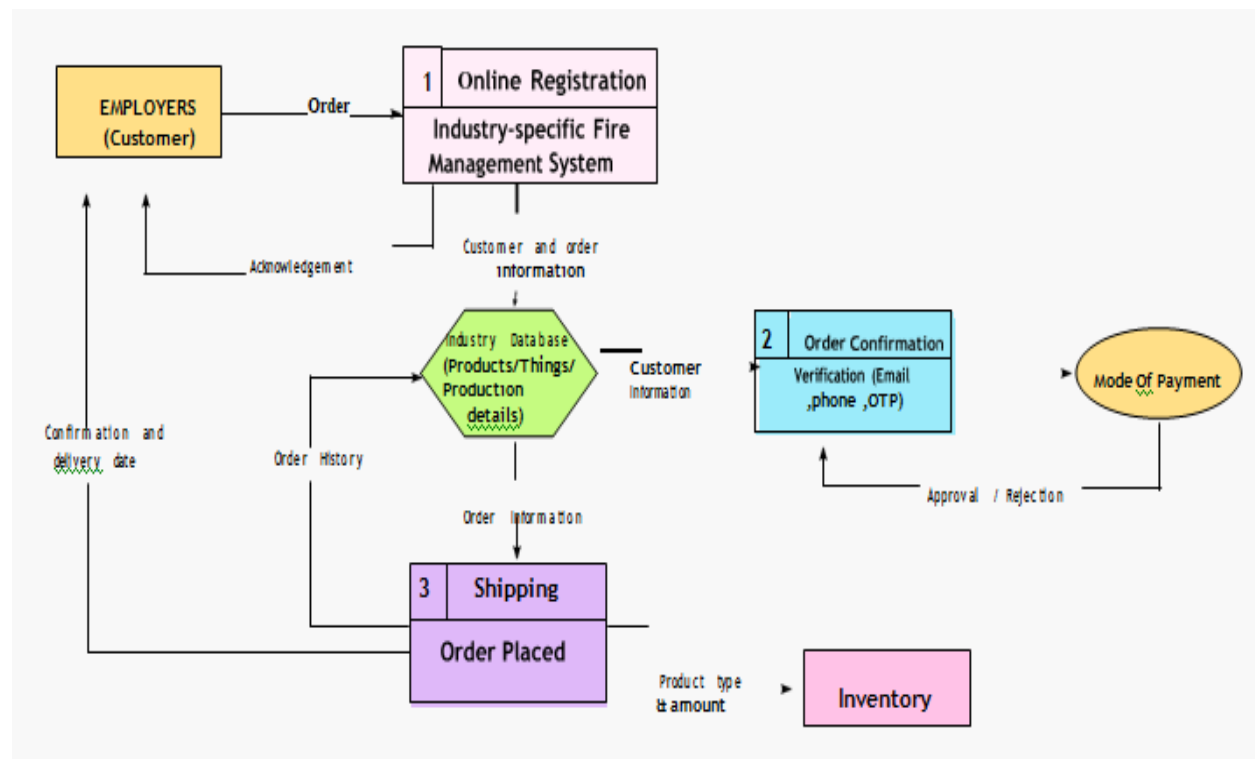 1 Online Registration
EMPLOYERS
(Customer)
Order
Industry-specific Fire
Management System
Customer and order
information
Acknowledgement
Industry Database
(Products/Things/
Production
details)
Customer
Information
2 Order Confirmation
Verification (Email
,phone ,OTP)
Mode Of Payment
Confirmation and
delivery date
Order History
Approval / Rejection
Order Information
3 Shipping
Order Placed
Product type
& amount
Inventory